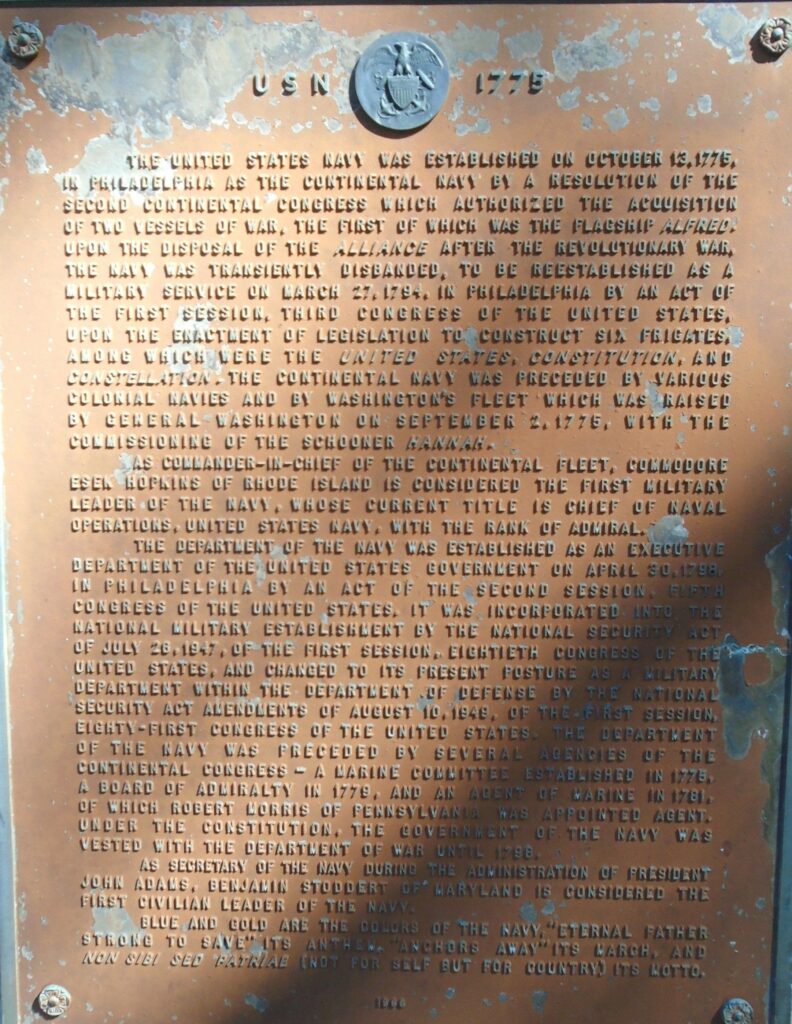 USN 1775
THE UNITED STATES NAVY WAS ESTABLISHED ON OCTOBER 13, 1775,
IN PHILADELPHIA AS THE CONTINENTAL NAVY BY A RESOLUTION OF THE
SECOND CONTINENTAL CONGRESS WHICH AUTHORIZED THE ACQUISITION
OF TWO VESSELS OF WAR, THE FIRST OF WHICH WAS THE FLAGSHIP ALFRED.
UPON THE DISPOSAL OF THE ALLIANCE AFTER THE REVOLUTIONARY WAR,
THE NAVY WAS TRANSIENTLY DISBANDED, TO BE REESTABLISHED AS A
MILITARY SERVICE ON MARCH 27, 1794, IN PHILADELPHIA BY AN ACT OF
THE FIRST SESSION, THIRD CONGRESS OF THE UNITED STATES,
UPON THE ENACTMENT OF LEGISLATION TO CONSTRUCT SIX FRIGATES,
AMONG WHICH WERE THE UNITED STATES, CONSTITUTION, AND
CONSTELLATION. THE CONTINENTAL NAVY WAS PRECEDED BY VARIOUS
COLONIAL NAVIES AND BY WASHINGTON'S FLEET WHICH WAS RAISED
BY GENERAL WASHINGTON ON SEPTEMBER 2, 1775, WITH THE
COMMISSIONING OF THE SCHOONER HANNAH.
AS COMMANDER-IN-CHIEF OF THE CONTINENTAL FLEET, COMMODORE
ESEK HOPKINS OF RHODE ISLAND IS CONSIDERED THE FIRST MILITARY
LEADER OF THE NAVY, WHOSE CURRENT TITLE IS CHIEF OF NAVAL
OPERATIONS, UNITED STATES NAVY, WITH THE RANK OF ADMIRAL.
THE DEPARTMENT OF THE NAVY WAS ESTABLISHED AS AN EXECUTIVE
DEPARTMENT OF THE UNITED STATES GOVERNMENT ON APRIL 30, 1798,
IN PHILADELPHIA BY AN ACT OF THE SECOND SESSION, FIFTH
CONGRESS OF THE UNITED STATES. IT WAS INCORPORATED INTO THE
NATIONAL MILITARY ESTABLISHMENT BY THE NATIONAL SECURITY ACT
OF JULY 26, 1947, OF THE FIRST SESSION, EIGHTIETH CONGRESS OF THE
UNITED STATES, AND CHANGED TO ITS PRESENT POSTURE AS A MILITARY
DEPARTMENT WITHIN THE DEPARTMENT OF DEFENSE BY THE NATIONAL
SECURITY ACT AMENDMENTS OF AUGUST 10, 1949, OF THE FIRST SESSION,
EIGHTY-FIRST CONGRESS OF THE UNITED STATES. THE DEPARTMENT
OF THE NAVY WAS PRECEDED BY SEVERAL AGENCIES OF THE
CONTINENTAL CONGRESS – A MARINE COMMITTEE ESTABLISHED IN 1775,
A BOARD OF ADMIRALTY IN 1779, AND AN AGENT OF MARINE IN 1781,
OF WHICH ROBERT MORRIS OF PENNSYLVANIA WAS APPOINTED AGENT.
UNDER THE CONSTITUTION, THE GOVERNMENT OF THE NAVY WAS
VESTED WITH THE DEPARTMENT OF WAR UNTIL 1798.
AS SECRETARY OF THE NAVY DURING THE ADMINISTRATION OF PRESIDENT
JOHN ADAMS, BENJAMIN STODDERT OF MARYLAND IS CONSIDERED THE
FIRST CIVILIAN LEADER OF THE NAVY.
BLUE AND GOLD ARE THE COLORS OF THE NAVY, "ETERNAL FATHER
STRONG TO SAVE" ITS ANTHEM, "ANCHORS AWAY" ITS MARCH, AND
NON SIBI SED PATRIAE (NOT FOR SELF BUT FOR COUNTRY) ITS MOTTO.